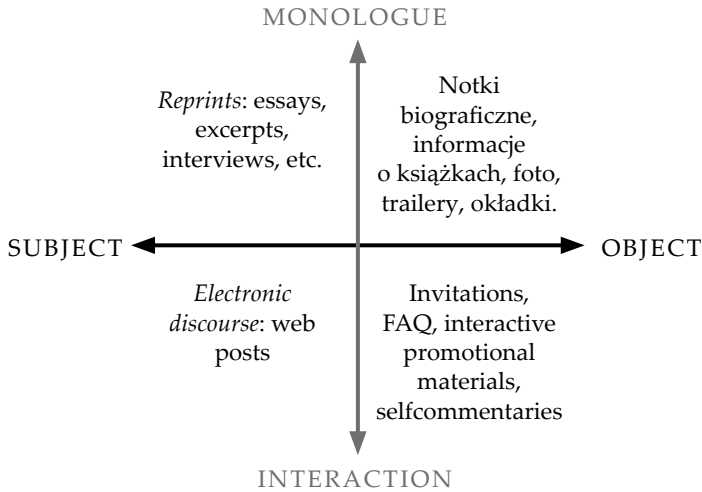 MONOLOGUE
Reprints: essays,
excerpts,
interviews, etc.
Notki
biograficzne,
informacje
o książkach, foto,
trailery, okładki.
SUBJECT
OBJECT
Electronic
discourse: web
posts
Invitations,
FAQ, interactive
promotional
materials,
selfcommentaries
INTERACTION